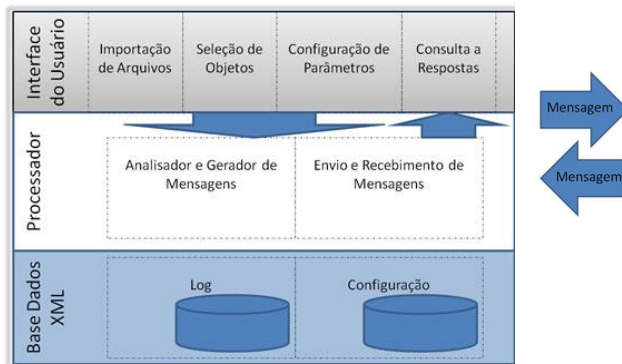 Interface
do Usuário
Importação
de Arquivos
Seleção de
Objetos
Configuração de
Parâmetros
Consulta a
Respostas
Mensagem
Mensagem
Processador
Analisador e Gerador de
Mensagens
Envio e Recebimento de
Mensagens
Base Dados
XML
Log
Configuração